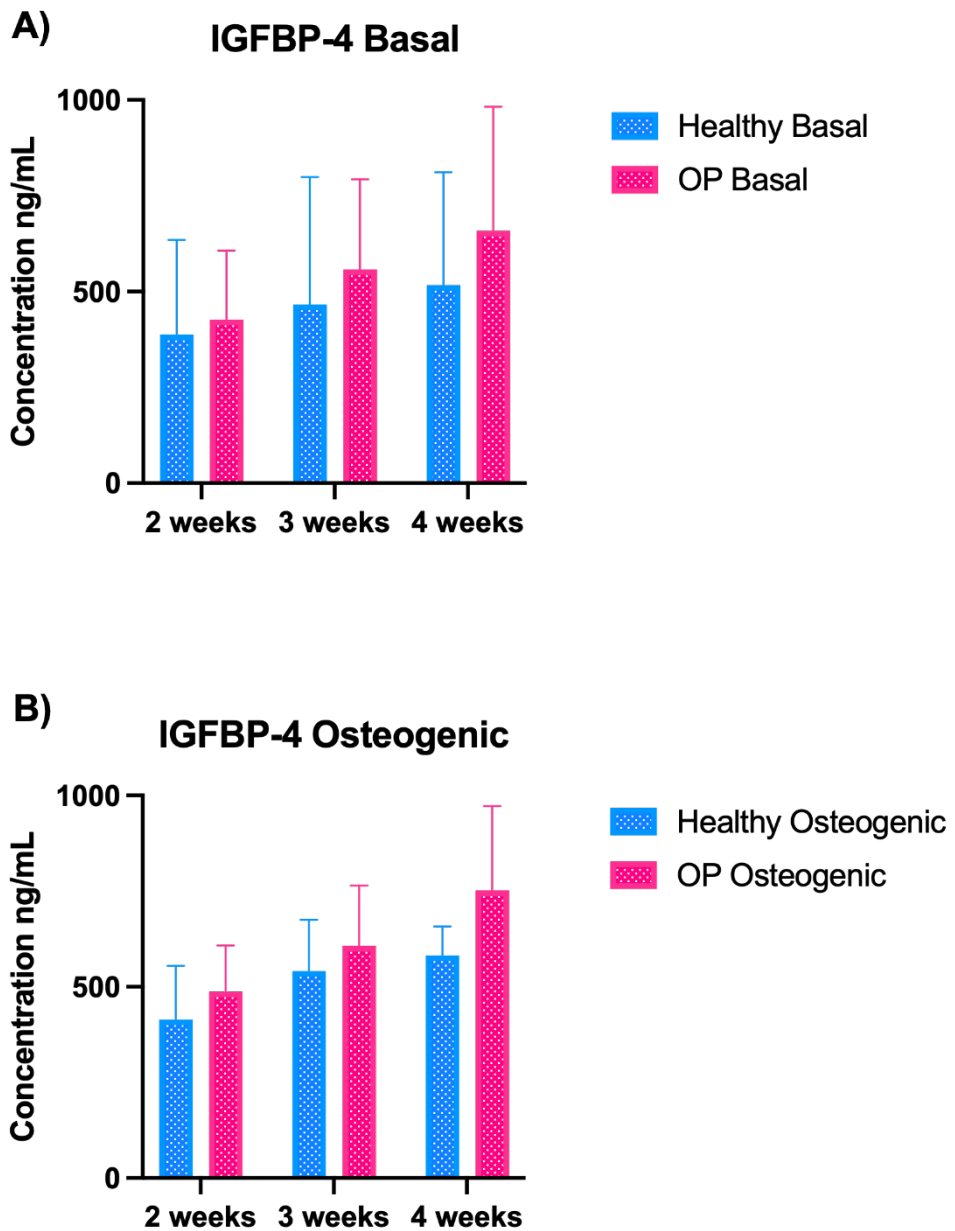 A)
IGFBP-4 Basal
Concentration ng/mL
1000
500
0
2 weeks 3 weeks 4 weeks
Healthy Basal
OP Basal
B)
IGFBP-4 Osteogenic
Concentration ng/mL
1000
500
0
2 weeks 3 weeks 4 weeks
Healthy Osteogenic
OP Osteogenic